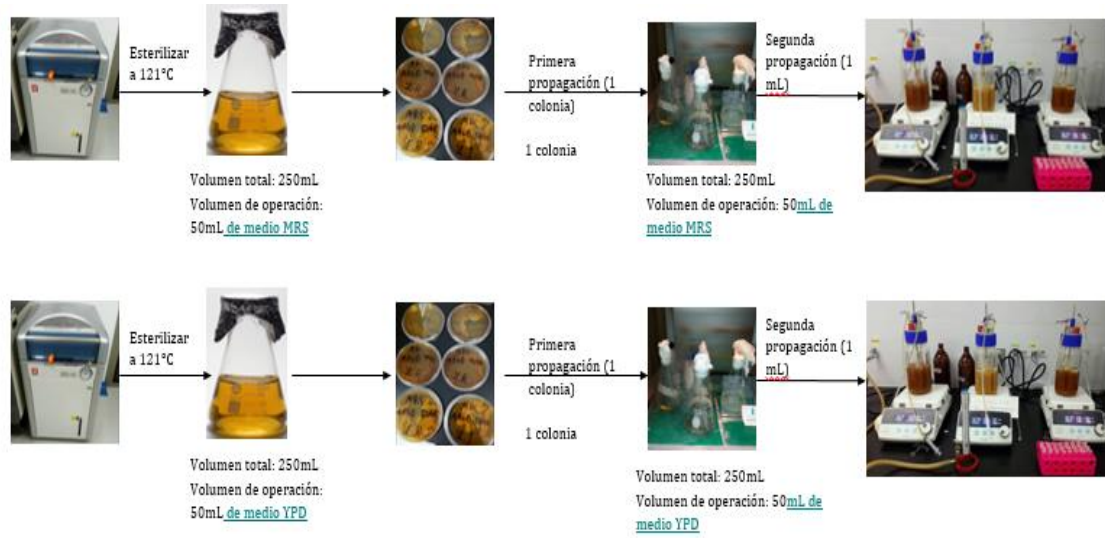 Esterilizar
a 121°C
Primera
propagación (1
colonia)
1 colonia
Segunda
propagación (1
mL)
Volumen total: 250mL
Volumen de operación:
50mL de medio MRS
Volumen total: 250mL
Volumen de operación: 50mL de
medio MRS
Esterilizar
a 121°C
Primera
propagación (1
colonia)
1 colonia
Segunda
propagación (1
mL)
Volumen total: 250mL
Volumen de operación:
50mL de medio YPD
Volumen total: 250mL
Volumen de operación: 50mL de
medio YPD